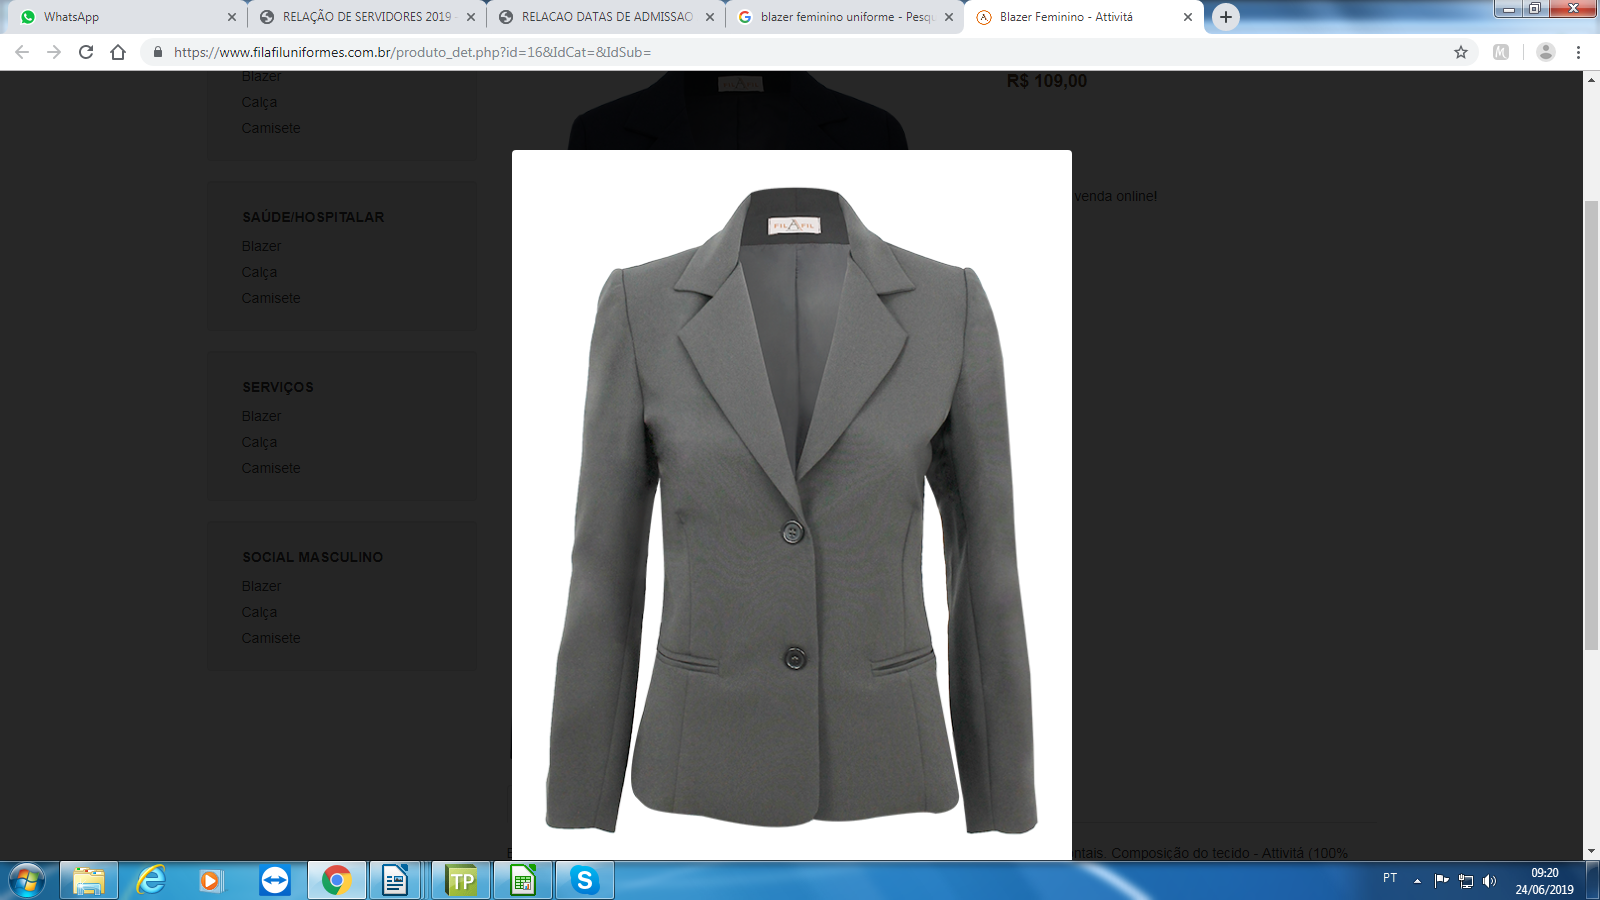 WhatsApp
RELAÇÃO DE SERVIDORES 2019
RELACAO DATAS DE ADMISSAO
blazer feminino uniforme - Pesqu
Blazer Feminino - Attivitá
https://www.filafiluniformes.com.br/produto_det.php?id=16&IdCat=&IdSub=
Blazer
Calça
Camisete
R$ 109,00
venda online!
SAÚDE/HOSPITALAR
Blazer
Calça
Camisete
SERVIÇOS
Blazer
Calça
Camisete
SOCIAL MASCULINO
Blazer
Calça
Camisete
FILAFIL
ntais. Composição do tecido - Attivitá (100%
TP
PT
09:20
24/06/2019